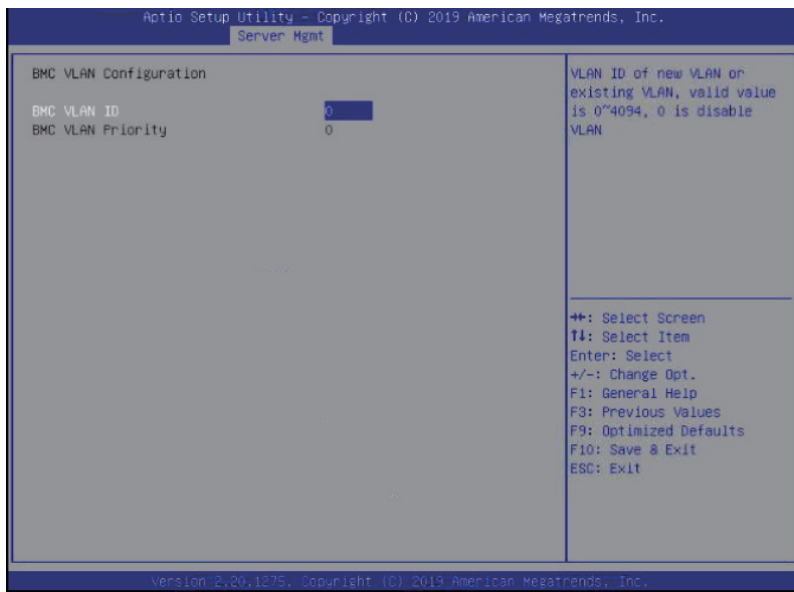 Aptio Setup Utility – Copyright (C) 2019 American Megatrends, Inc.
Server Mgmt
BMC VLAN Configuration
BMC VLAN ID 0
BMC VLAN Priority 0
VLAN ID of new VLAN or
existing VLAN, valid value
is 0~4094, 0 is disable
VLAN
→←: Select Screen
↑↓: Select Item
Enter: Select
+/-: Change Opt.
F1: General Help
F3: Previous Values
F9: Optimized Defaults
F10: Save & Exit
ESC: Exit
Version 2.20.1275. Copyright (C) 2019 American Megatrends, Inc.